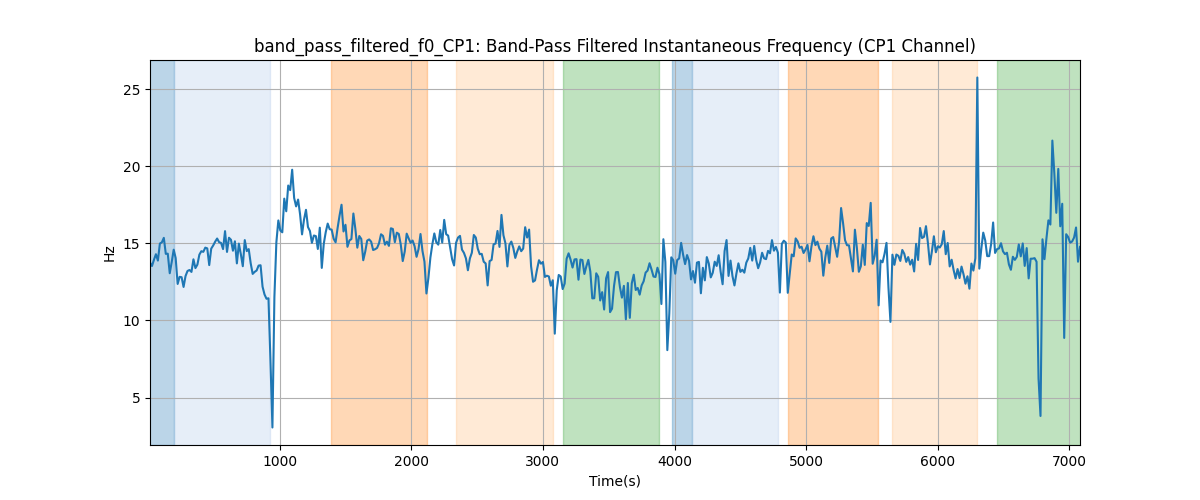 band_pass_filtered_f0_CP1: Band-Pass Filtered Instantaneous Frequency (CP1 Channel)
25
20
15
10
5
Hz
1000 2000 3000 4000 5000 6000 7000
Time(s)